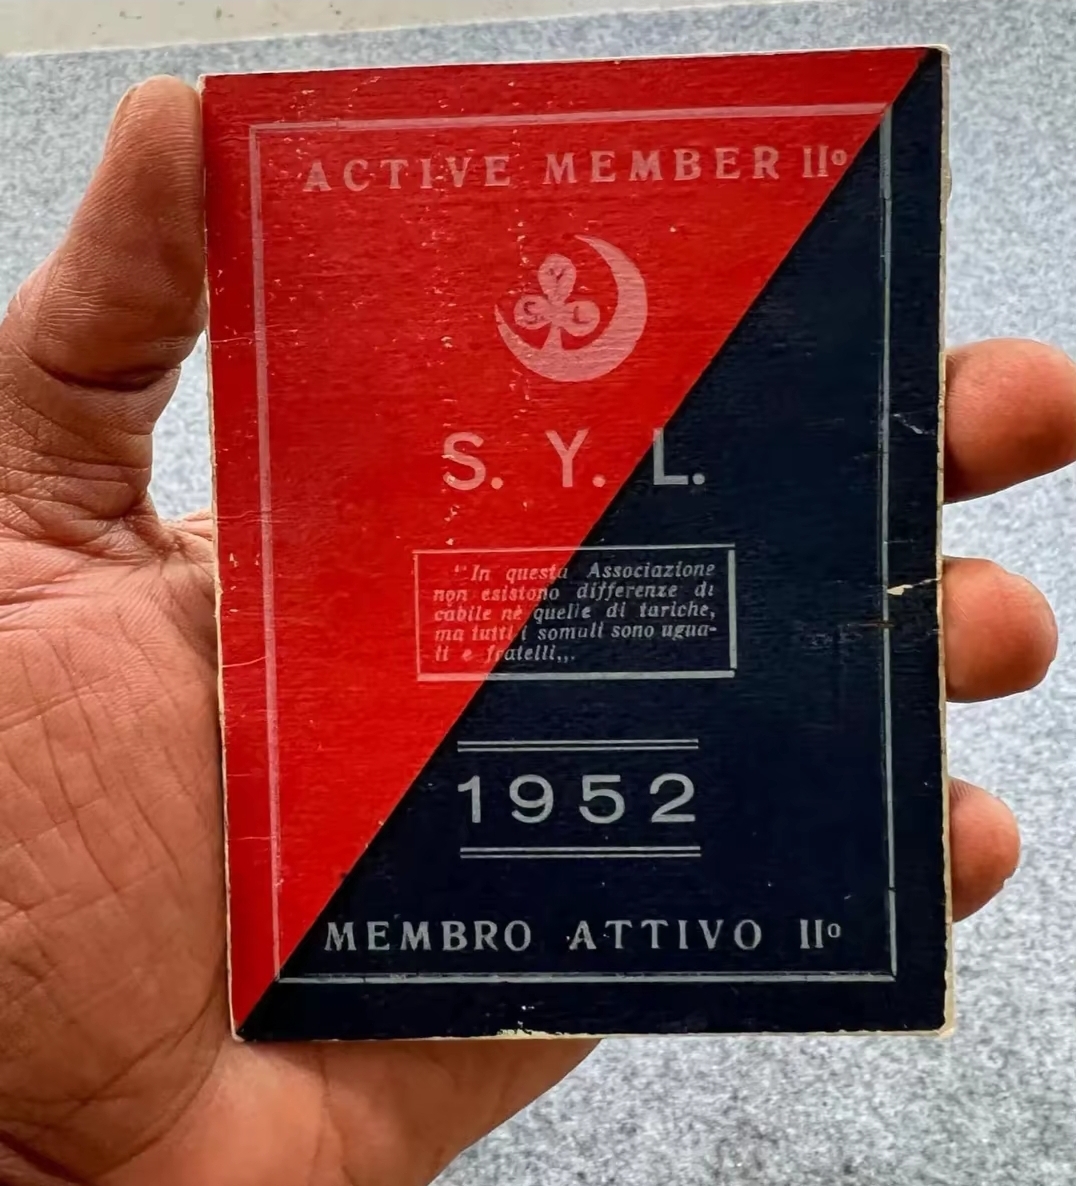 ACTIVE MEMBER IIº
Y
S L
S. Y. L.
"In questa Associazione
non esistono differenze di
cabile nè quelle di tariche,
ma tutti i somali sono ugua-
li e fratelli,,.
1952
MEMBRO ATTIVO IIº